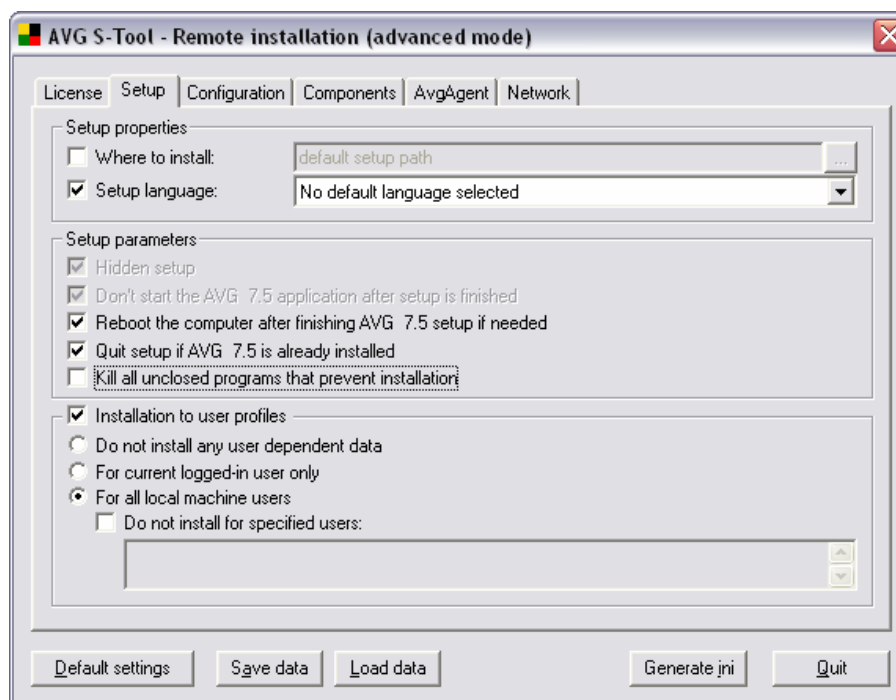 AVG S-Tool - Remote installation (advanced mode)
License Setup Configuration Components AvgAgent Network
Setup properties
Where to install: default setup path ...
Setup language: No default language selected
Setup parameters
Hidden setup
Don't start the AVG 7.5 application after setup is finished
Reboot the computer after finishing AVG 7.5 setup if needed
Quit setup if AVG 7.5 is already installed
Kill all unclosed programs that prevent installation
Installation to user profiles
Do not install any user dependent data
For current logged-in user only
For all local machine users
Do not install for specified users:
Default settings Save data Load data Generate ini Quit